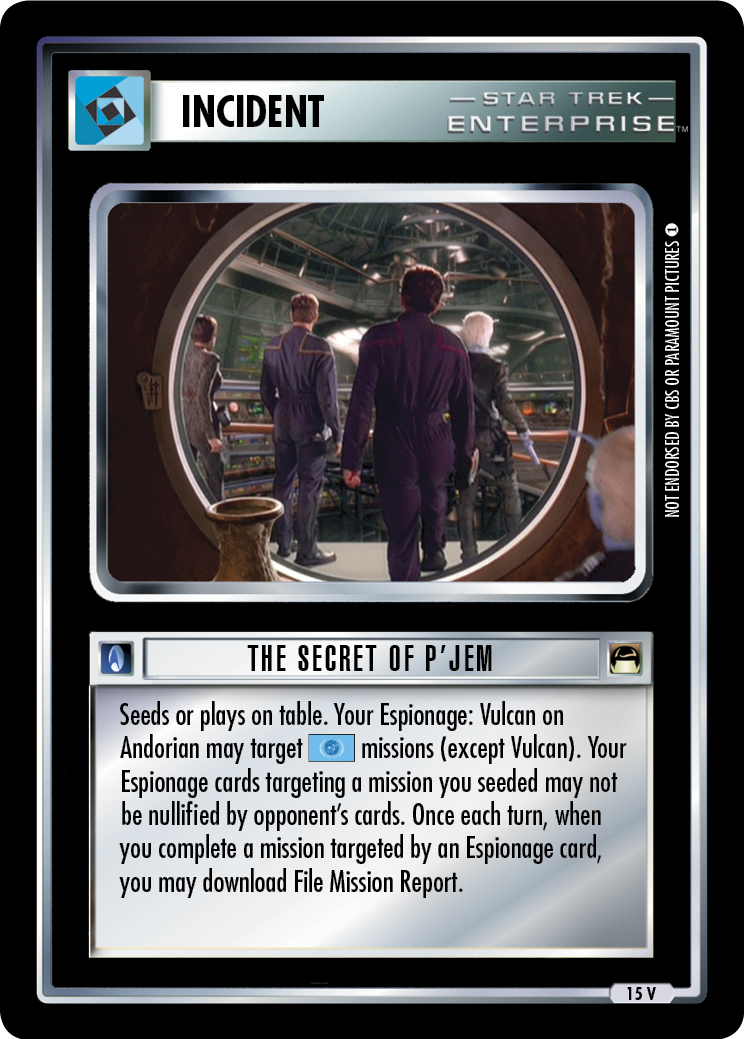 INCIDENT
— STAR TREK —
ENTERPRISE™
NOT ENDORSED BY CBS OR PARAMOUNT PICTURES
THE SECRET OF P'JEM
Seeds or plays on table. Your Espionage: Vulcan on
Andorian may target missions (except Vulcan). Your
Espionage cards targeting a mission you seeded may not
be nullified by opponent's cards. Once each turn, when
you complete a mission targeted by an Espionage card,
you may download File Mission Report.
15 V